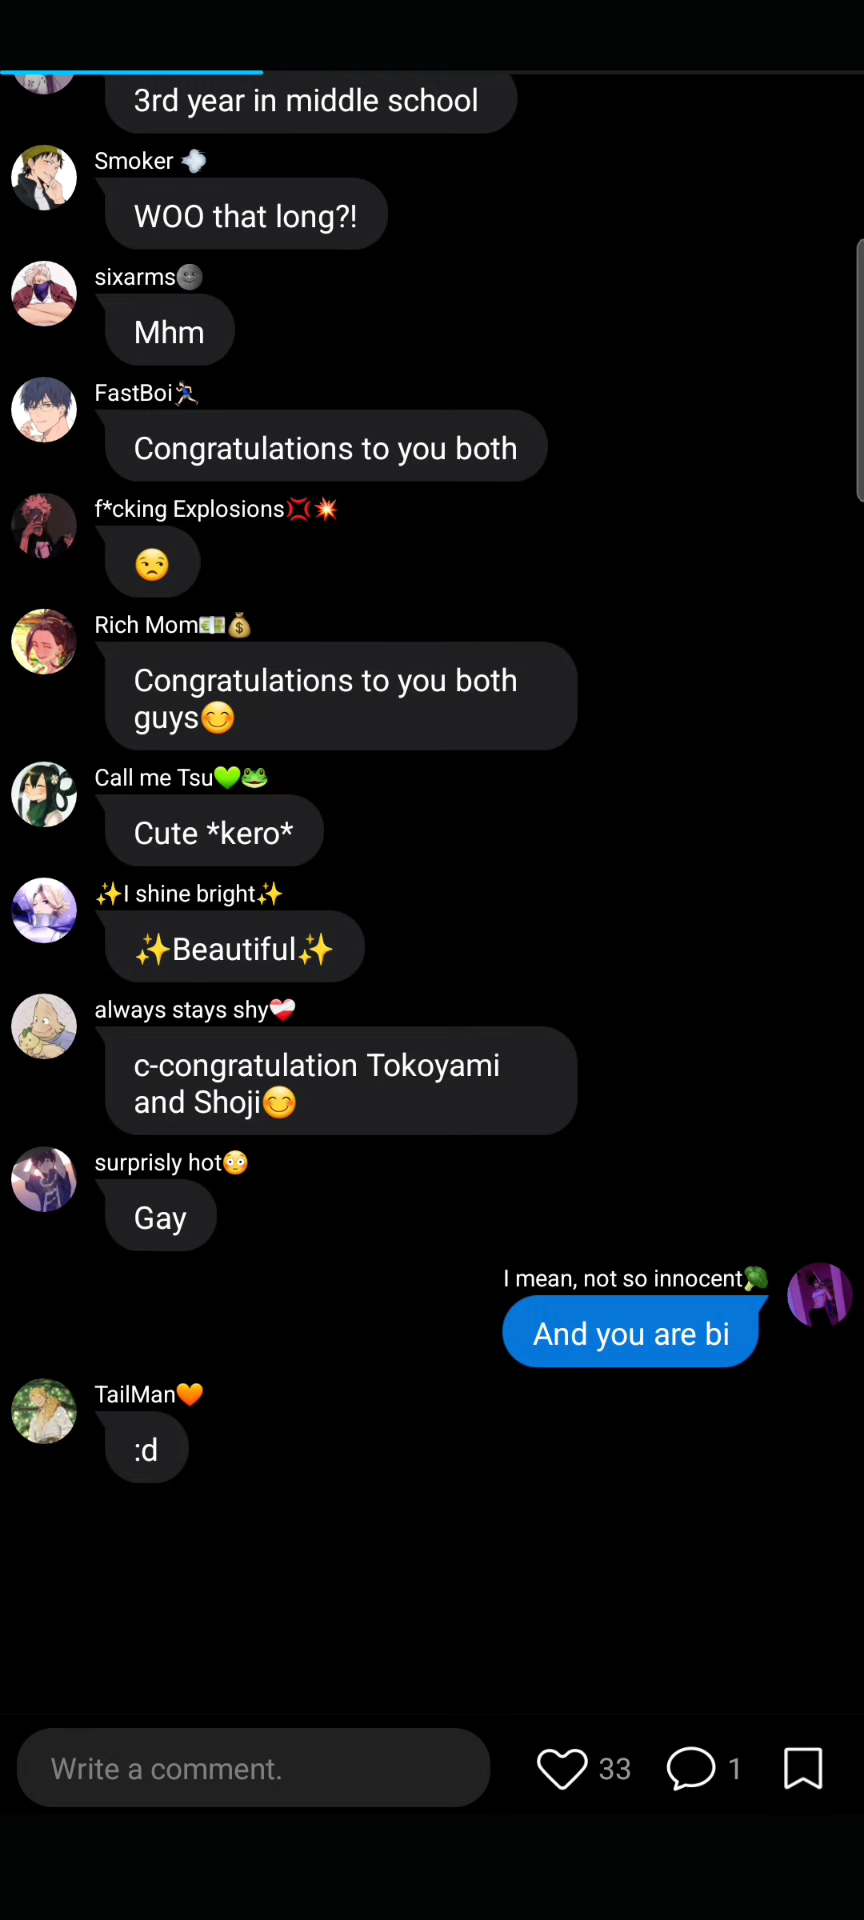 3rd year in middle school
Smoker 💨
WOO that long?!
sixarms🌚
Mhm
FastBoi🏃🏻‍♂️
Congratulations to you both
f*cking Explosions💢💥
😒
Rich Mom💶💰
Congratulations to you both
guys😊
Call me Tsu💚🐸
Cute *kero*
✨I shine bright✨
✨Beautiful✨
always stays shy❤️‍🩹
c-congratulation Tokoyami
and Shoji😊
surprisly hot😳
Gay
I mean, not so innocent🥦
And you are bi
TailMan🧡
:d
Write a comment.
33
1